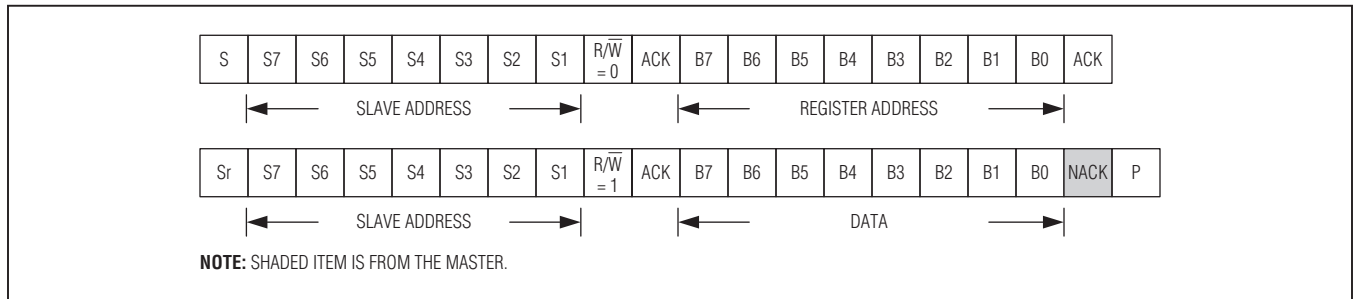 S S7 S6 S5 S4 S3 S2 S1 R/W̅ = 0 ACK B7 B6 B5 B4 B3 B2 B1 B0 ACK
SLAVE ADDRESS REGISTER ADDRESS
Sr S7 S6 S5 S4 S3 S2 S1 R/W̅ = 1 ACK B7 B6 B5 B4 B3 B2 B1 B0 NACK P
SLAVE ADDRESS DATA
NOTE: SHADED ITEM IS FROM THE MASTER.